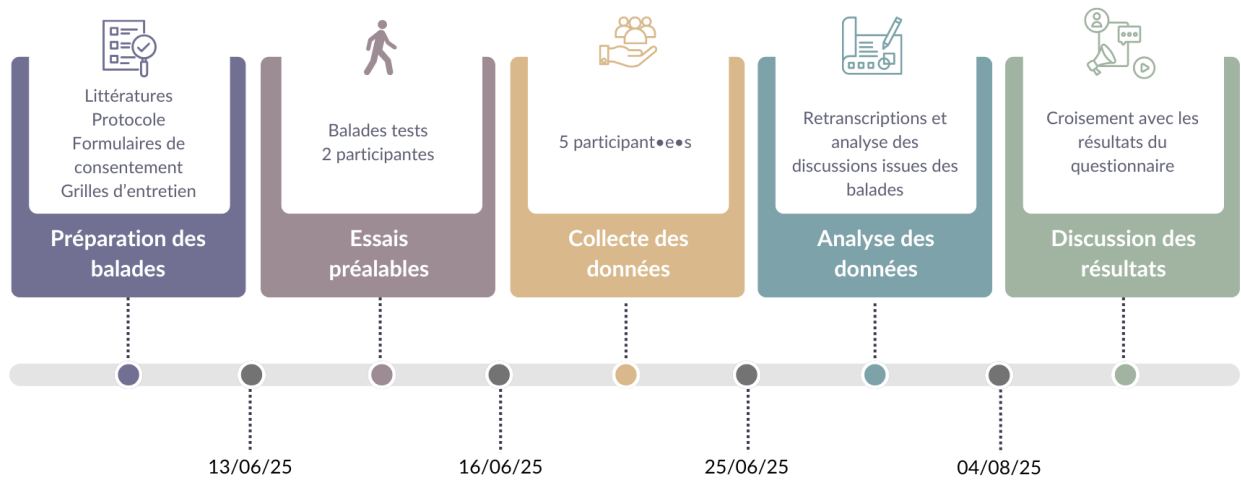 Littératures
Protocole
Formulaires de
consentement
Grilles d'entretien
Préparation des
balades
Balades tests
2 participantes
Essais
préalables
5 participant•e•s
Collecte des
données
Retranscriptions et
analyse des
discussions issues des
balades
Analyse des
données
Croisement avec les
résultats du
questionnaire
Discussion des
résultats
13/06/25
16/06/25
25/06/25
04/08/25